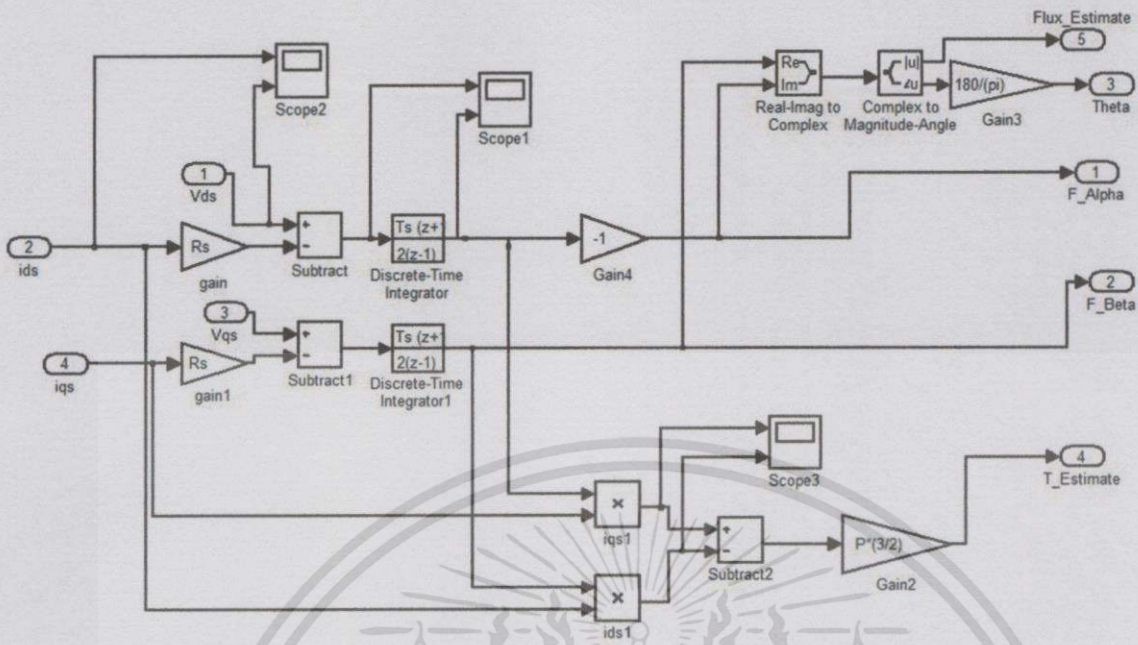 Flux_Estimate
5
Re
Im
Real-Imag to
Complex
|u|
∠u
Complex to
Magnitude-Angle
180/(pi)
Gain3
3
Theta
Scope2
Scope1
1
Vds
1
F_Alpha
2
ids
Rs
gain
+
-
Subtract
Ts (z+1
2(z-1)
Discrete-Time
Integrator
-1
Gain4
2
F_Beta
3
Vqs
4
iqs
Rs
gain1
+
-
Subtract1
Ts (z+1
2(z-1)
Discrete-Time
Integrator1
Scope3
4
T_Estimate
×
iqs1
+
-
Subtract2
P*(3/2)
Gain2
×
ids1